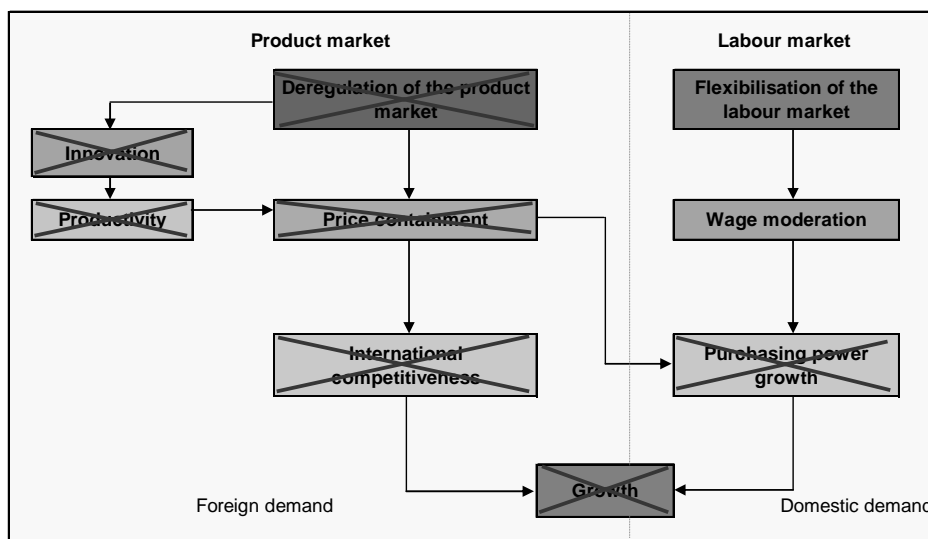 Product market
Labour market
Deregulation of the product
market
Flexibilisation of the
labour market
Innovation
Productivity
Price containment
Wage moderation
International
competitiveness
Purchasing power
growth
Growth
Foreign demand
Domestic demand